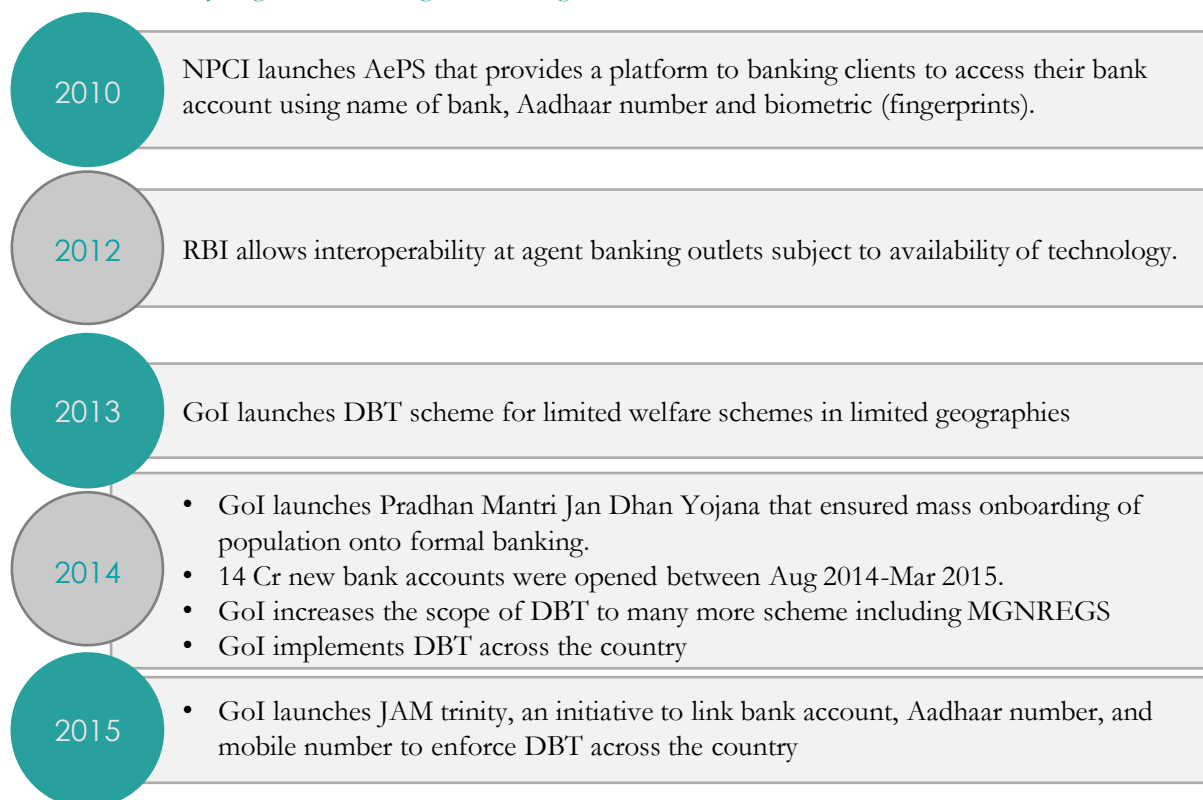 2010
NPCI launches AePS that provides a platform to banking clients to access their bank
account using name of bank, Aadhaar number and biometric (fingerprints).
2012
RBI allows interoperability at agent banking outlets subject to availability of technology.
2013
GoI launches DBT scheme for limited welfare schemes in limited geographies
2014
• GoI launches Pradhan Mantri Jan Dhan Yojana that ensured mass onboarding of
population onto formal banking.
• 14 Cr new bank accounts were opened between Aug 2014-Mar 2015.
• GoI increases the scope of DBT to many more scheme including MGNREGS
• GoI implements DBT across the country
2015
• GoI launches JAM trinity, an initiative to link bank account, Aadhaar number, and
mobile number to enforce DBT across the country